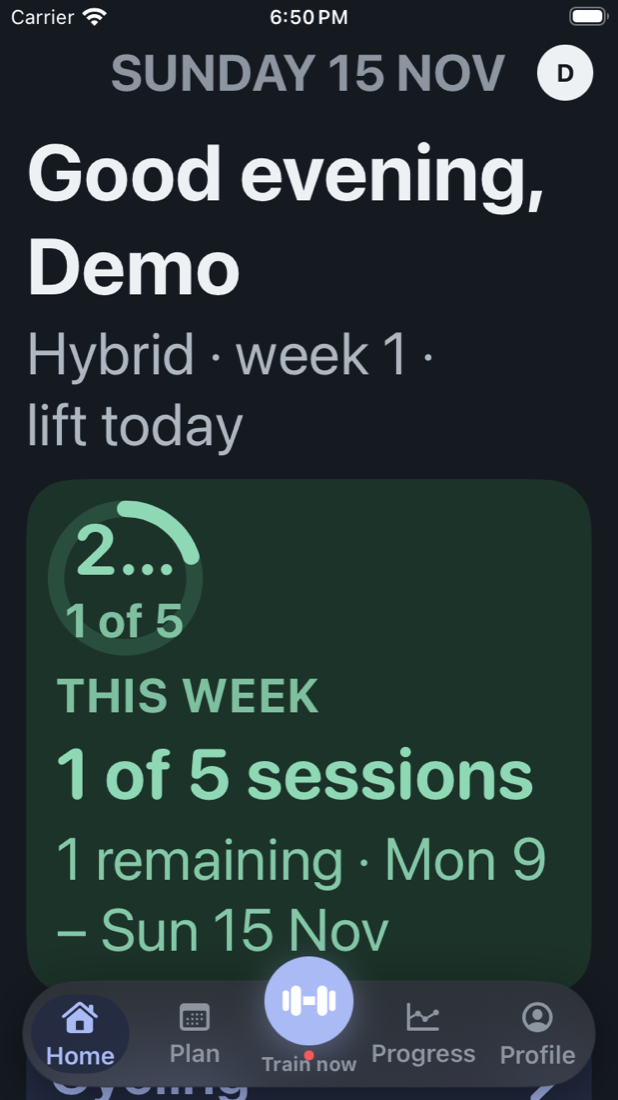 Carrier 6:50 PM
SUNDAY 15 NOV D
Good evening,
Demo
Hybrid · week 1 ·
lift today
2...
1 of 5
THIS WEEK
1 of 5 sessions
1 remaining · Mon 9
– Sun 15 Nov
Home Plan Train now Progress Profile
Cycling